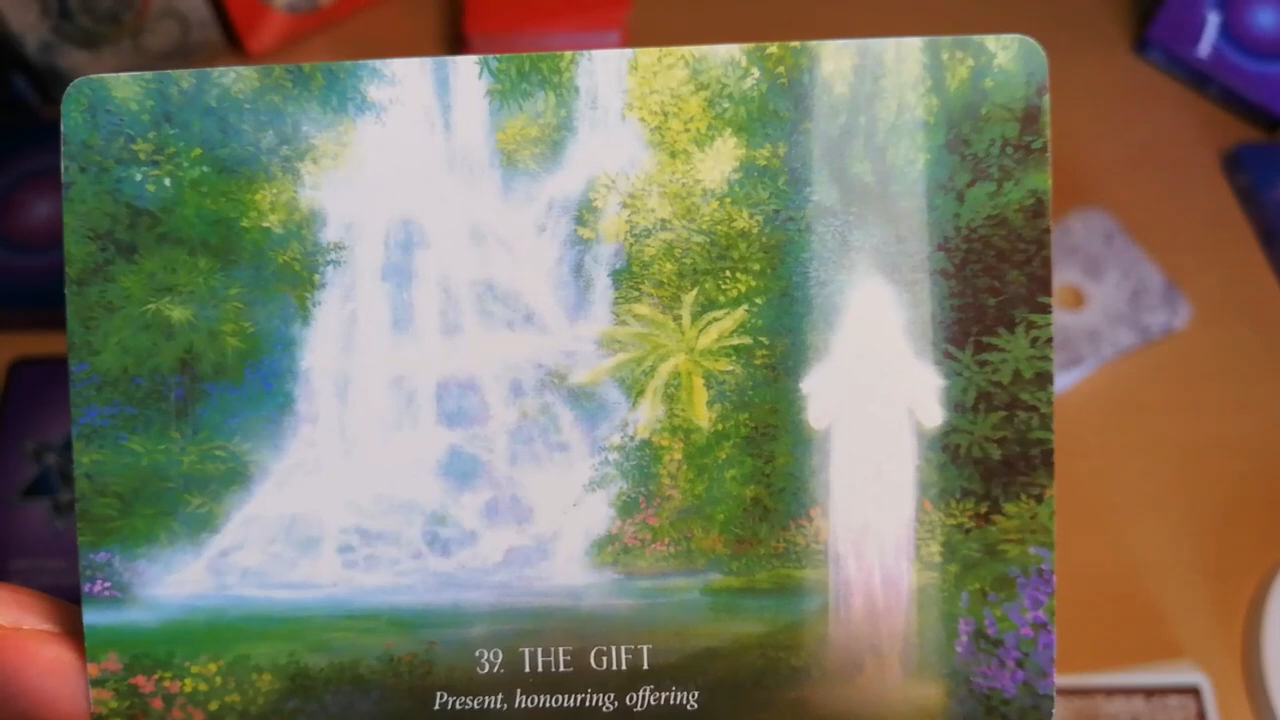 39. THE GIFT
Present, honouring, offering